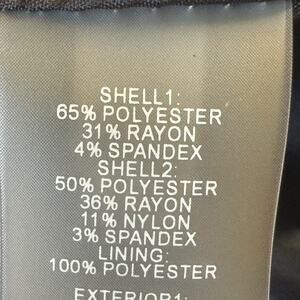 SHELL1:
65% POLYESTER
31% RAYON
4% SPANDEX
SHELL2:
50% POLYESTER
36% RAYON
11% NYLON
3% SPANDEX
LINING:
100% POLYESTER
EXTERIOR1: